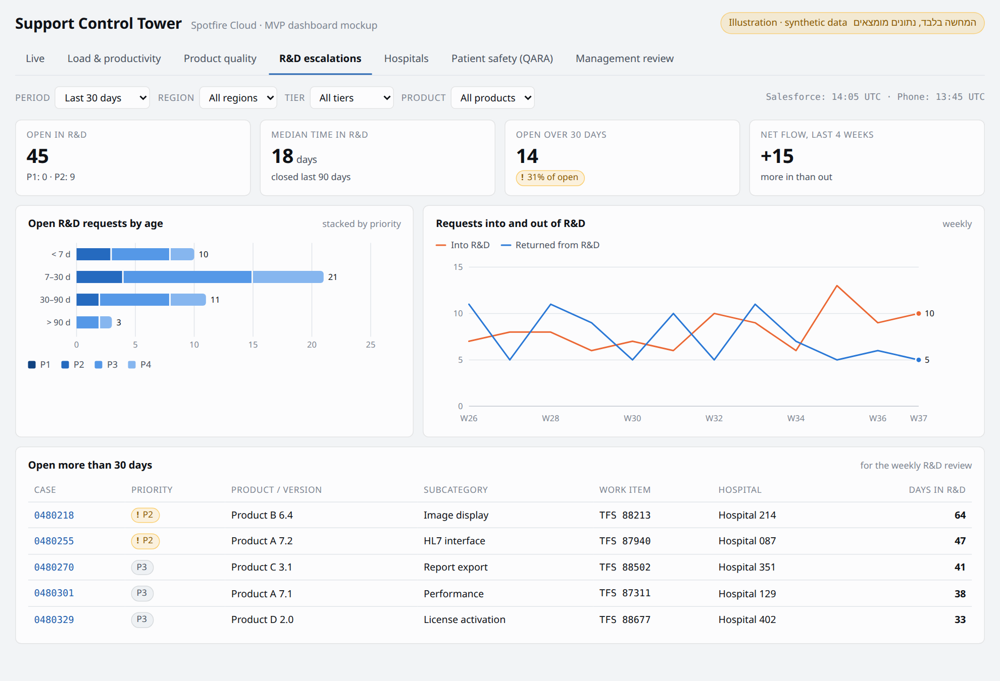 Support Control Tower Spotfire Cloud · MVP dashboard mockup
Illustration · synthetic data המחשה בלבד, נתונים מומצאים
Live Load & productivity Product quality R&D escalations Hospitals Patient safety (QARA) Management review
PERIOD Last 30 days REGION All regions TIER All tiers PRODUCT All products
Salesforce: 14:05 UTC · Phone: 13:45 UTC
OPEN IN R&D
45
P1: 0 · P2: 9
MEDIAN TIME IN R&D
18 days
closed last 90 days
OPEN OVER 30 DAYS
14
! 31% of open
NET FLOW, LAST 4 WEEKS
+15
more in than out
Open R&D requests by age stacked by priority
< 7 d 10
7–30 d 21
30–90 d 11
> 90 d 3
0 5 10 15 20 25
P1 P2 P3 P4
Requests into and out of R&D weekly
Into R&D Returned from R&D
15
10 10
5 5
0
W26 W28 W30 W32 W34 W36 W37
Open more than 30 days for the weekly R&D review
CASE PRIORITY PRODUCT / VERSION SUBCATEGORY WORK ITEM HOSPITAL DAYS IN R&D
0480218 ! P2 Product B 6.4 Image display TFS 88213 Hospital 214 64
0480255 ! P2 Product A 7.2 HL7 interface TFS 87940 Hospital 087 47
0480270 P3 Product C 3.1 Report export TFS 88502 Hospital 351 41
0480301 P3 Product A 7.1 Performance TFS 87311 Hospital 129 38
0480329 P3 Product D 2.0 License activation TFS 88677 Hospital 402 33